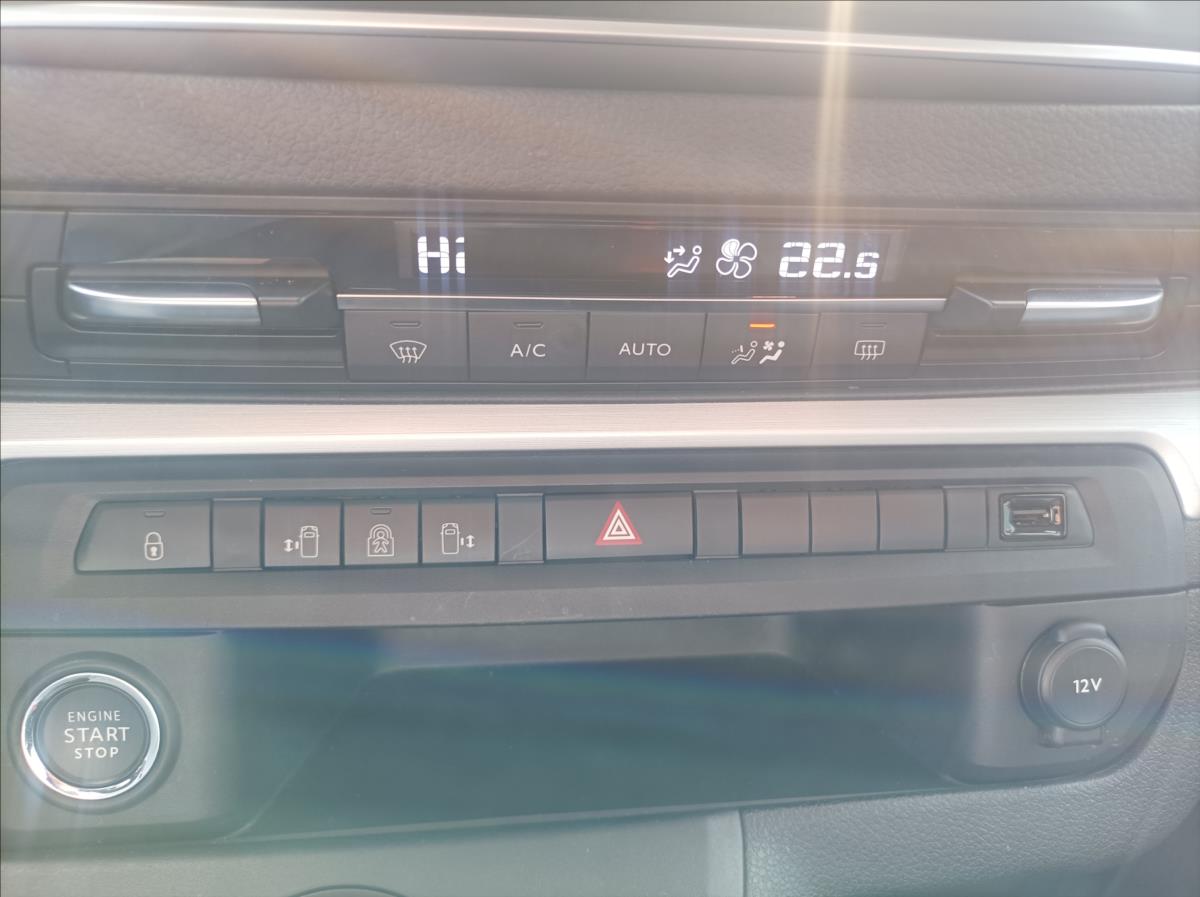 Hi
22.5
A/C
AUTO
ENGINE
START
STOP
12V